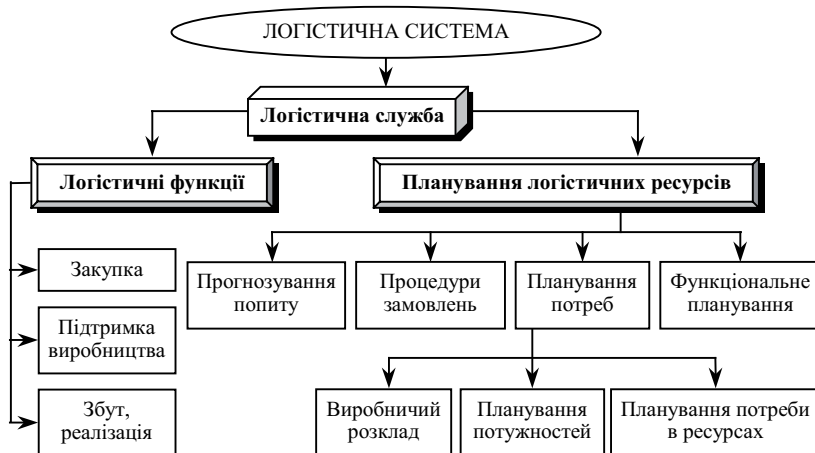 ЛОГІСТИЧНА СИСТЕМА
Логістична служба
Логістичні функції
Планування логістичних ресурсів
Закупка
Підтримка
виробництва
Збут,
реалізація
Прогнозування
попиту
Процедури
замовлень
Планування
потреб
Функціональне
планування
Виробничий
розклад
Планування
потужностей
Планування потреби
в ресурсах